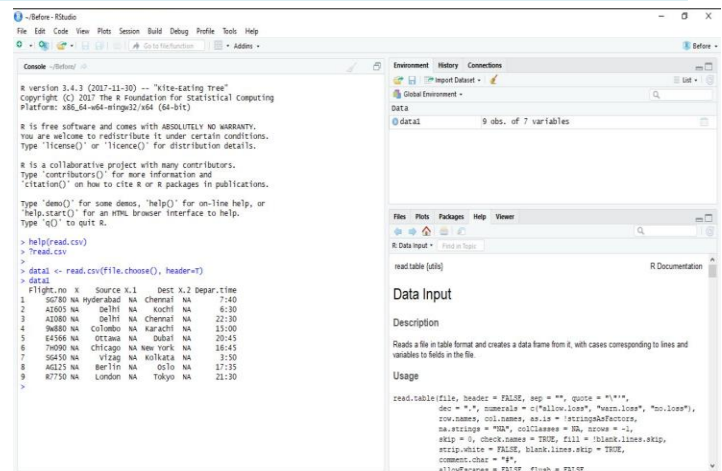 ~/Before - RStudio
File Edit Code View Plots Session Build Debug Profile Tools Help
Go to file/function Addins Before
Console ~/Before/
R version 3.4.3 (2017-11-30) -- "Kite-Eating Tree"
Copyright (C) 2017 The R Foundation for Statistical Computing
Platform: x86_64-w64-mingw32/x64 (64-bit)
R is free software and comes with ABSOLUTELY NO WARRANTY.
You are welcome to redistribute it under certain conditions.
Type 'license()' or 'licence()' for distribution details.
R is a collaborative project with many contributors.
Type 'contributors()' for more information and
'citation()' on how to cite R or R packages in publications.
Type 'demo()' for some demos, 'help()' for on-line help, or
'help.start()' for an HTML browser interface to help.
Type 'q()' to quit R.
> help(read.csv)
> ?read.csv
>
> data1 <- read.csv(file.choose(), header=T)
> data1
Flight.no X Source X.1 Dest X.2 Depar.time
1 SG780 NA Hyderabad NA Chennai NA 7:40
2 AI605 NA Delhi NA Kochi NA 6:30
3 AI080 NA Delhi NA Chennai NA 22:30
4 9W880 NA Colombo NA Karachi NA 15:00
5 E4566 NA Ottawa NA Dubai NA 20:45
6 7H090 NA Chicago NA New York NA 16:45
7 SG450 NA Vizag NA Kolkata NA 3:50
8 AG125 NA Berlin NA Oslo NA 17:35
9 R7750 NA London NA Tokyo NA 21:30
>
Environment History Connections
Import Dataset List
Global Environment
Data
data1 9 obs. of 7 variables
Files Plots Packages Help Viewer
R: Data Input Find in Topic
read.table {utils} R Documentation
Data Input
Description
Reads a file in table format and creates a data frame from it, with cases corresponding to lines and
variables to fields in the file.
Usage
read.table(file, header = FALSE, sep = "", quote = "\"'",
dec = ".", numerals = c("allow.loss", "warn.loss", "no.loss"),
row.names, col.names, as.is = !stringsAsFactors,
na.strings = "NA", colClasses = NA, nrows = -1,
skip = 0, check.names = TRUE, fill = !blank.lines.skip,
strip.white = FALSE, blank.lines.skip = TRUE,
comment.char = "#",
allowEscapes = FALSE, flush = FALSE,